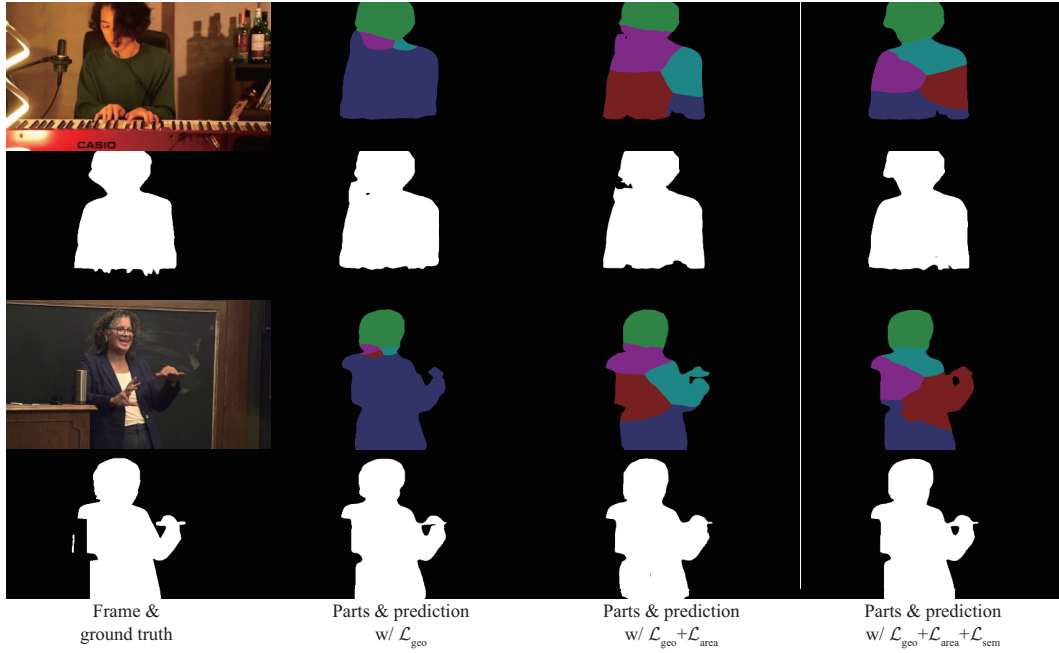 CASIO
Frame &
ground truth
Parts & prediction
w/ ℒgeo
Parts & prediction
w/ ℒgeo+ℒarea
Parts & prediction
w/ ℒgeo+ℒarea+ℒsem